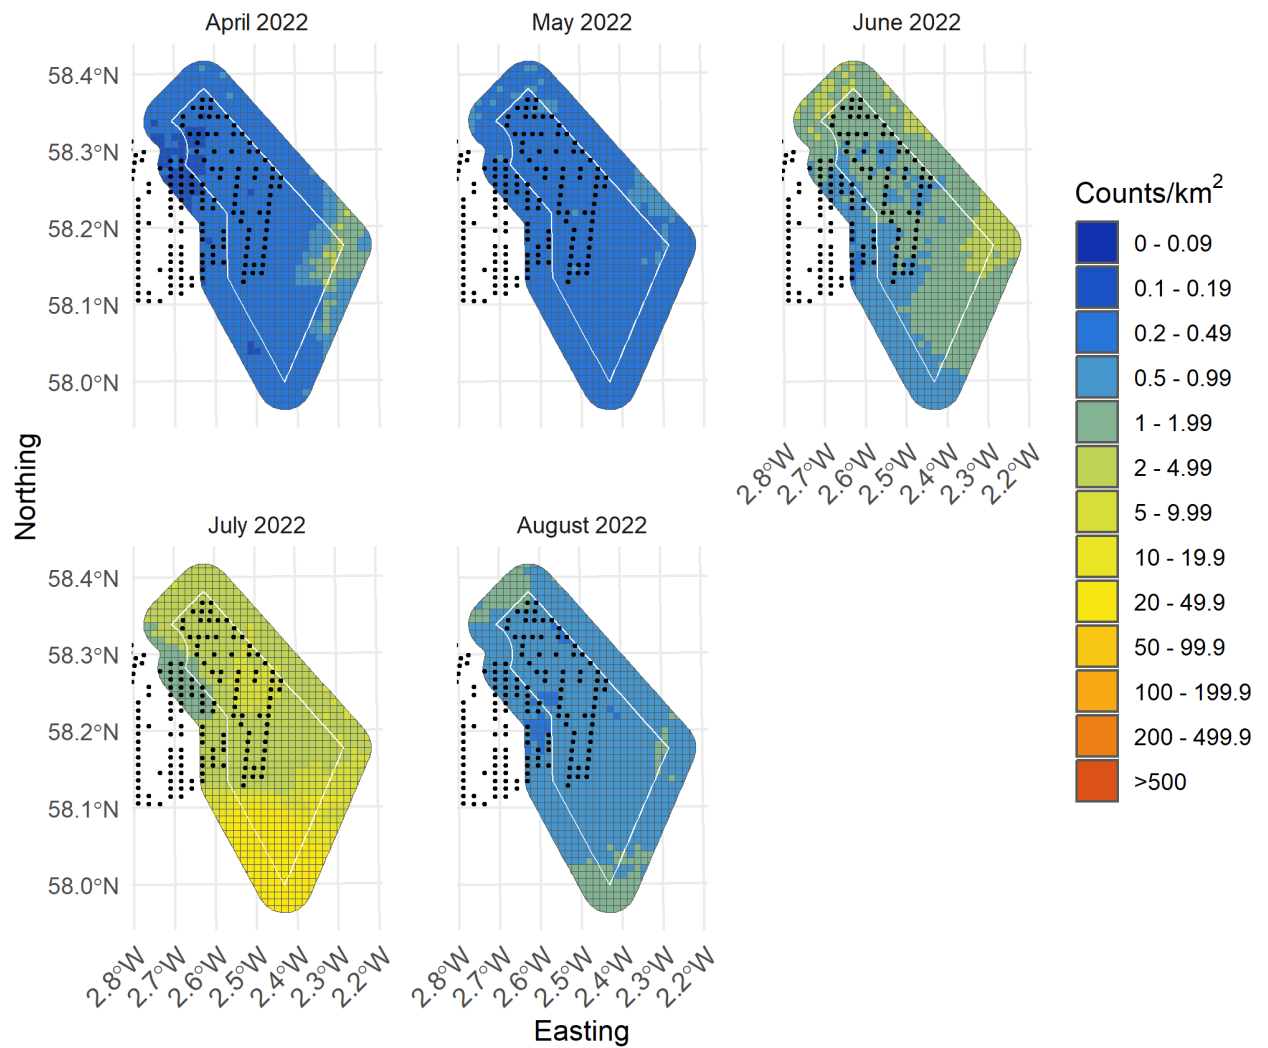 April 2022
May 2022
June 2022
58.4°N
58.3°N
58.2°N
58.1°N
58.0°N
2.8°W
2.7°W
2.6°W
2.5°W
2.4°W
2.3°W
2.2°W
Northing
July 2022
August 2022
58.4°N
58.3°N
58.2°N
58.1°N
58.0°N
2.8°W
2.7°W
2.6°W
2.5°W
2.4°W
2.3°W
2.2°W
2.8°W
2.7°W
2.6°W
2.5°W
2.4°W
2.3°W
2.2°W
Easting
Counts/km²
0 - 0.09
0.1 - 0.19
0.2 - 0.49
0.5 - 0.99
1 - 1.99
2 - 4.99
5 - 9.99
10 - 19.9
20 - 49.9
50 - 99.9
100 - 199.9
200 - 499.9
>500